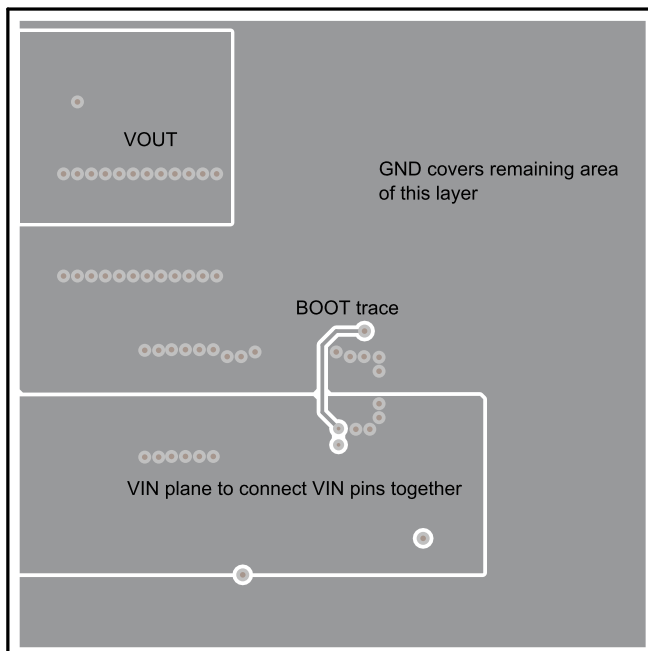 VOUT
GND covers remaining area
of this layer
BOOT trace
VIN plane to connect VIN pins together